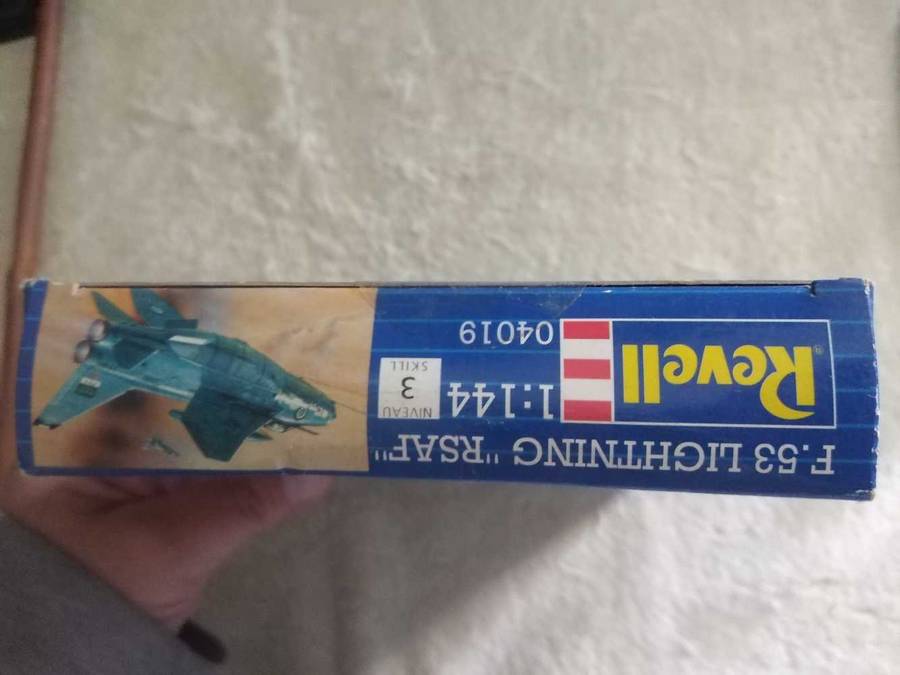 F.53 LIGHTNING "RSAF"
Revell®
1:144
04019
NIVEAU
3
SKILL